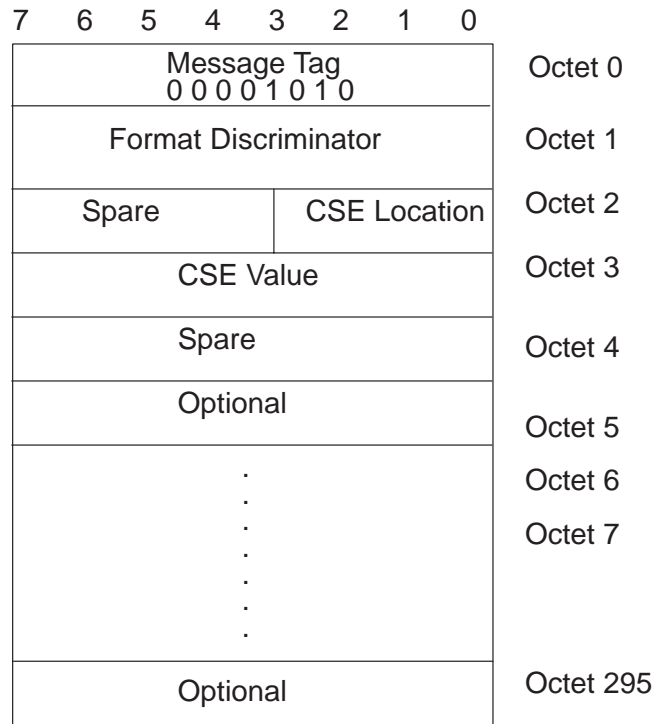 7 6 5 4 3 2 1 0
Message Tag Octet 0
0 0 0 0 1 0 1 0
Format Discriminator Octet 1
Spare CSE Location Octet 2
CSE Value Octet 3
Spare Octet 4
Optional Octet 5
. Octet 6
.
. Octet 7
.
.
.
.
Optional Octet 295